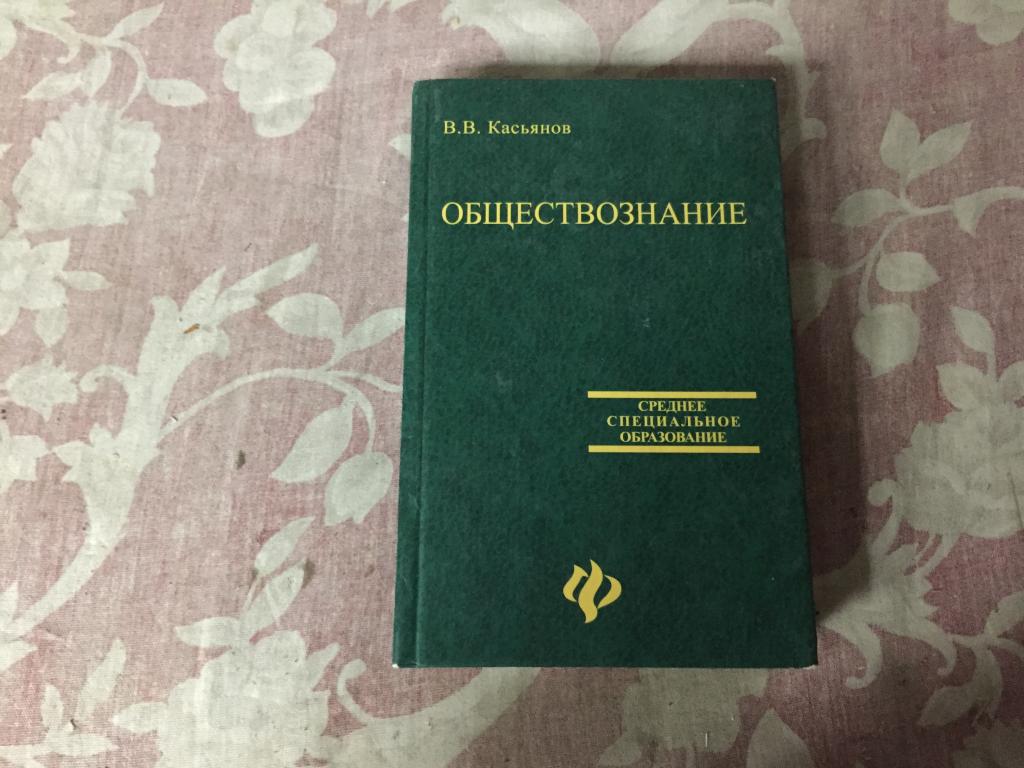 В.В. Касьянов
ОБЩЕСТВОЗНАНИЕ
СРЕДНЕЕ
СПЕЦИАЛЬНОЕ
ОБРАЗОВАНИЕ